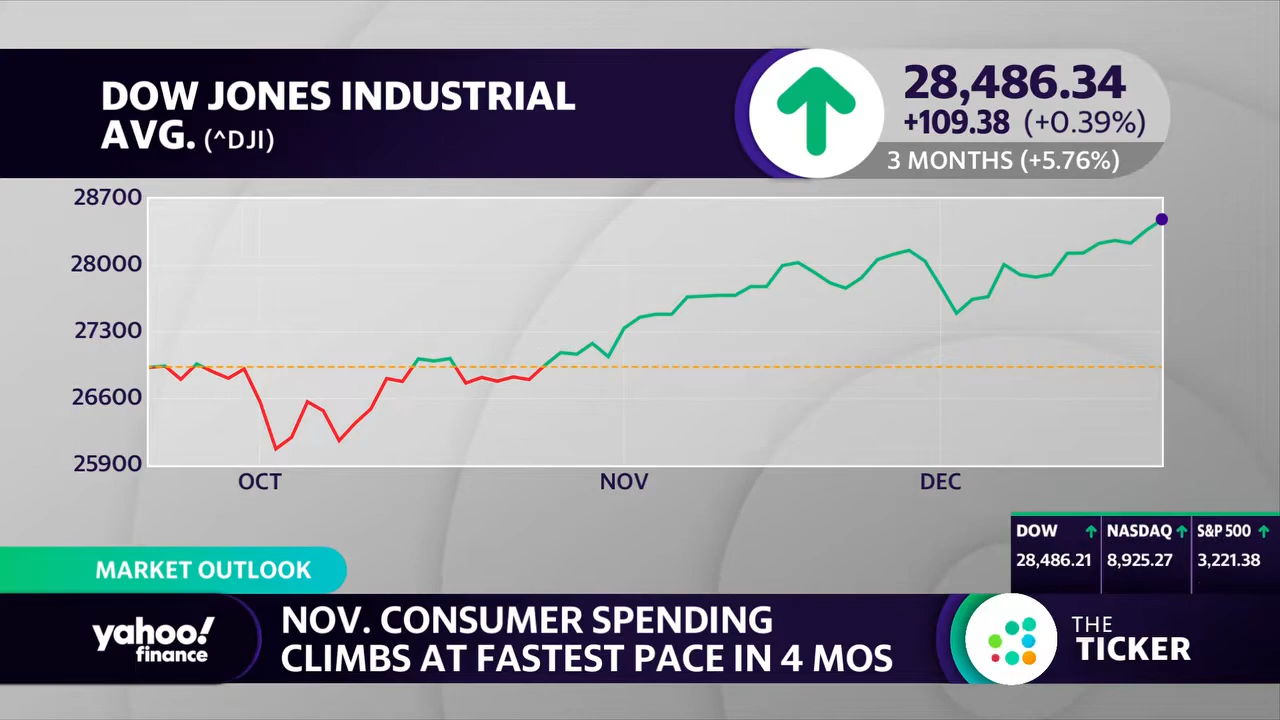 DOW JONES INDUSTRIAL
AVG. (^DJI)
28,486.34
+109.38 (+0.39%)
3 MONTHS (+5.76%)
28700
28000
27300
26600
25900
OCT NOV DEC
DOW NASDAQ S&P 500
28,486.21 8,925.27 3,221.38
MARKET OUTLOOK
yahoo!
finance
NOV. CONSUMER SPENDING
CLIMBS AT FASTEST PACE IN 4 MOS
THE
TICKER